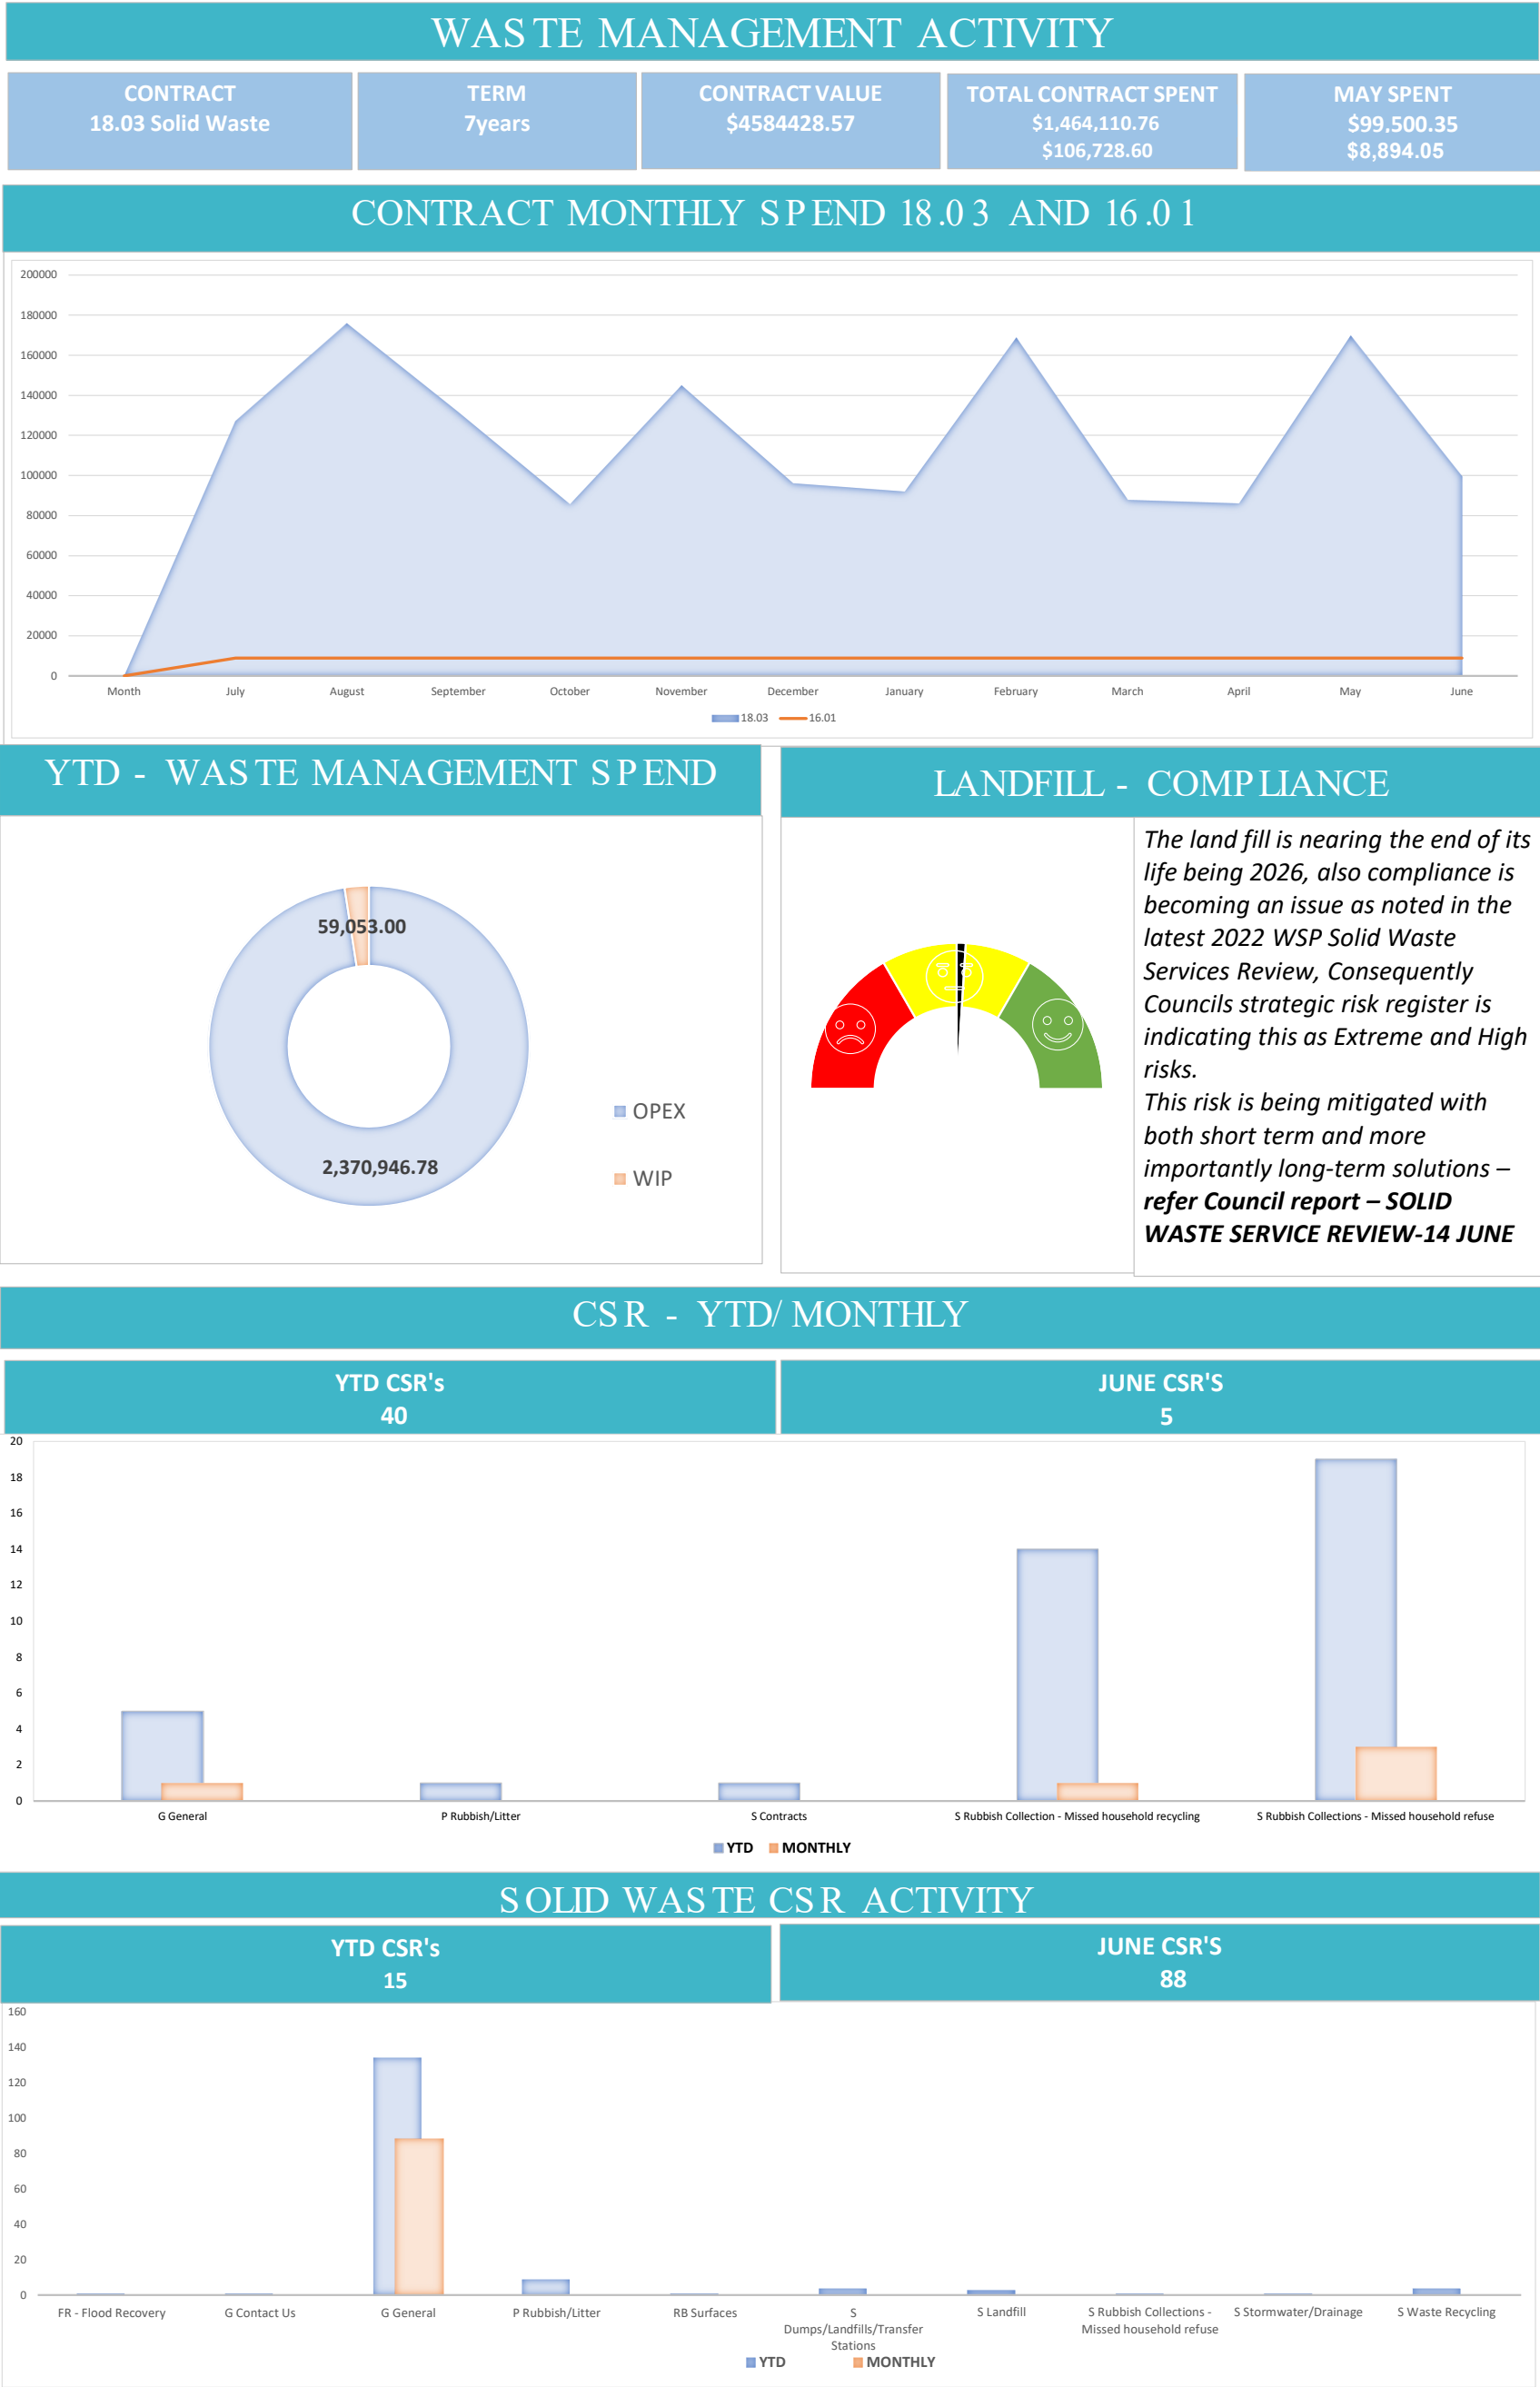 WASTE MANAGEMENT ACTIVITY
CONTRACT
18.03 Solid Waste
TERM
7years
CONTRACT VALUE
$4584428.57
TOTAL CONTRACT SPENT
$1,464,110.76
$106,728.60
MAY SPENT
$99,500.35
$8,894.05
CONTRACT MONTHLY SPEND 18.03 AND 16.01
200000
180000
160000
140000
120000
100000
80000
60000
40000
20000
0
Month July August September October November December January February March April May June
18.03 16.01
YTD - WASTE MANAGEMENT SPEND
59,053.00
2,370,946.78
OPEX
WIP
LANDFILL - COMPLIANCE
The land fill is nearing the end of its
life being 2026, also compliance is
becoming an issue as noted in the
latest 2022 WSP Solid Waste
Services Review, Consequently
Councils strategic risk register is
indicating this as Extreme and High
risks.
This risk is being mitigated with
both short term and more
importantly long-term solutions –
refer Council report – SOLID
WASTE SERVICE REVIEW-14 JUNE
CSR - YTD/ MONTHLY
YTD CSR's
40
JUNE CSR'S
5
20
18
16
14
12
10
8
6
4
2
0
G General P Rubbish/Litter S Contracts S Rubbish Collection - Missed household recycling S Rubbish Collections - Missed household refuse
YTD MONTHLY
SOLID WASTE CSR ACTIVITY
YTD CSR's
15
JUNE CSR'S
88
160
140
120
100
80
60
40
20
0
FR - Flood Recovery G Contact Us G General P Rubbish/Litter RB Surfaces
S
Dumps/Landfills/Transfer
Stations
S Landfill
S Rubbish Collections -
Missed household refuse
S Stormwater/Drainage S Waste Recycling
YTD MONTHLY